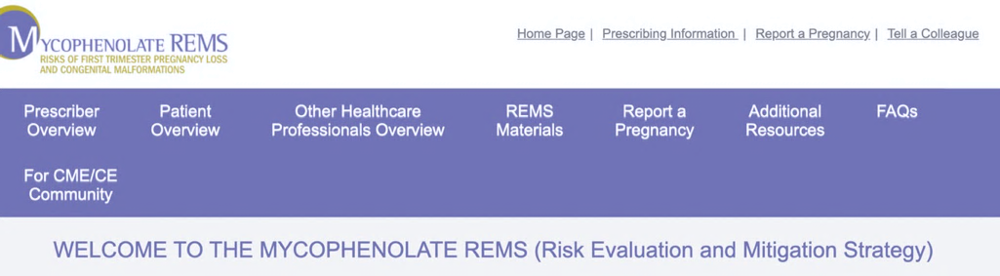 MYCOPHENOLATE REMS
RISKS OF FIRST TRIMESTER PREGNANCY LOSS
AND CONGENITAL MALFORMATIONS
Home Page | Prescribing Information | Report a Pregnancy | Tell a Colleague
Prescriber Overview
Patient Overview
Other Healthcare Professionals Overview
REMS Materials
Report a Pregnancy
Additional Resources
FAQs
For CME/CE Community
WELCOME TO THE MYCOPHENOLATE REMS (Risk Evaluation and Mitigation Strategy)